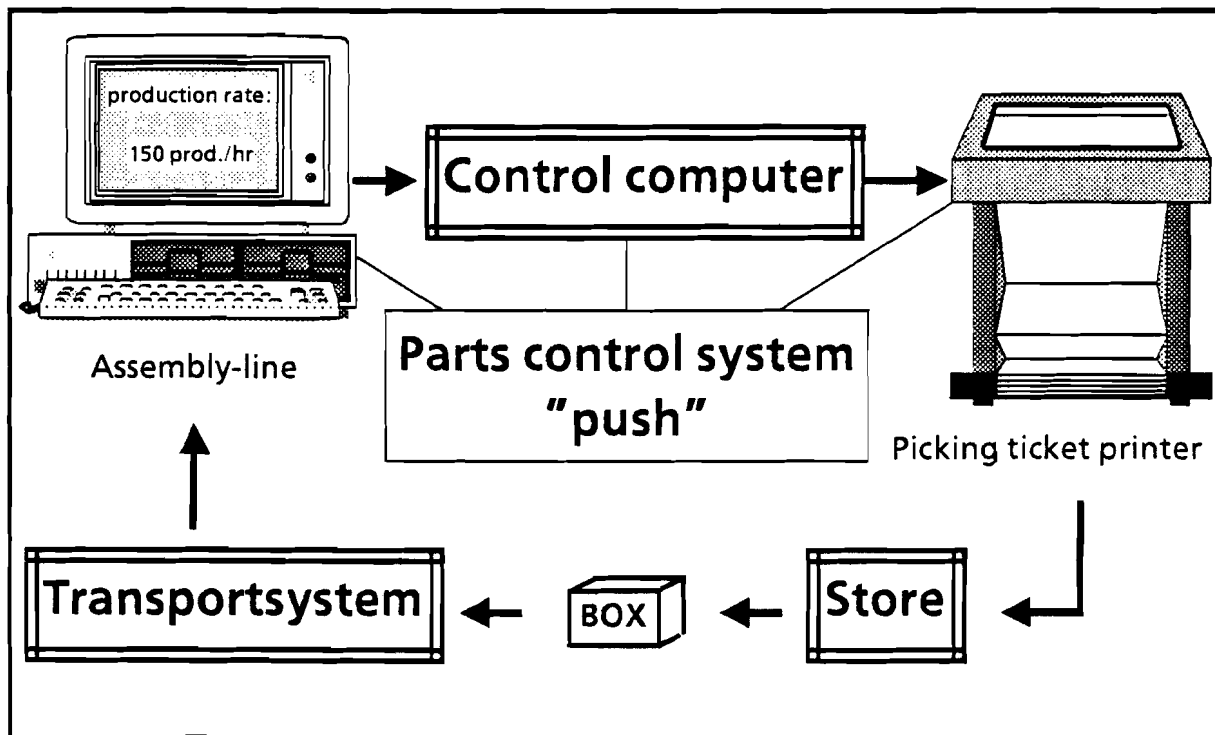 production rate:
150 prod./hr
Control computer
Assembly-line
Parts control system
"push"
Picking ticket printer
Transportsystem
BOX
Store